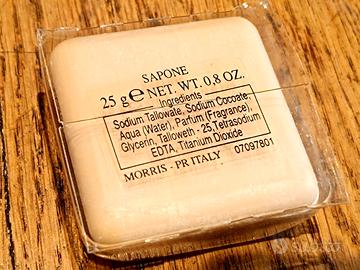 SAPONE
25 g ℮ NET. WT. 0.8 OZ.
Ingredients
Sodium Tallowate, Sodium Cocoate,
Aqua (Water), Parfum (Fragrance),
Glycerin, Talloweth - 25, Tetrasodium
EDTA, Titanium Dioxide
MORRIS - PR ITALY 07097801